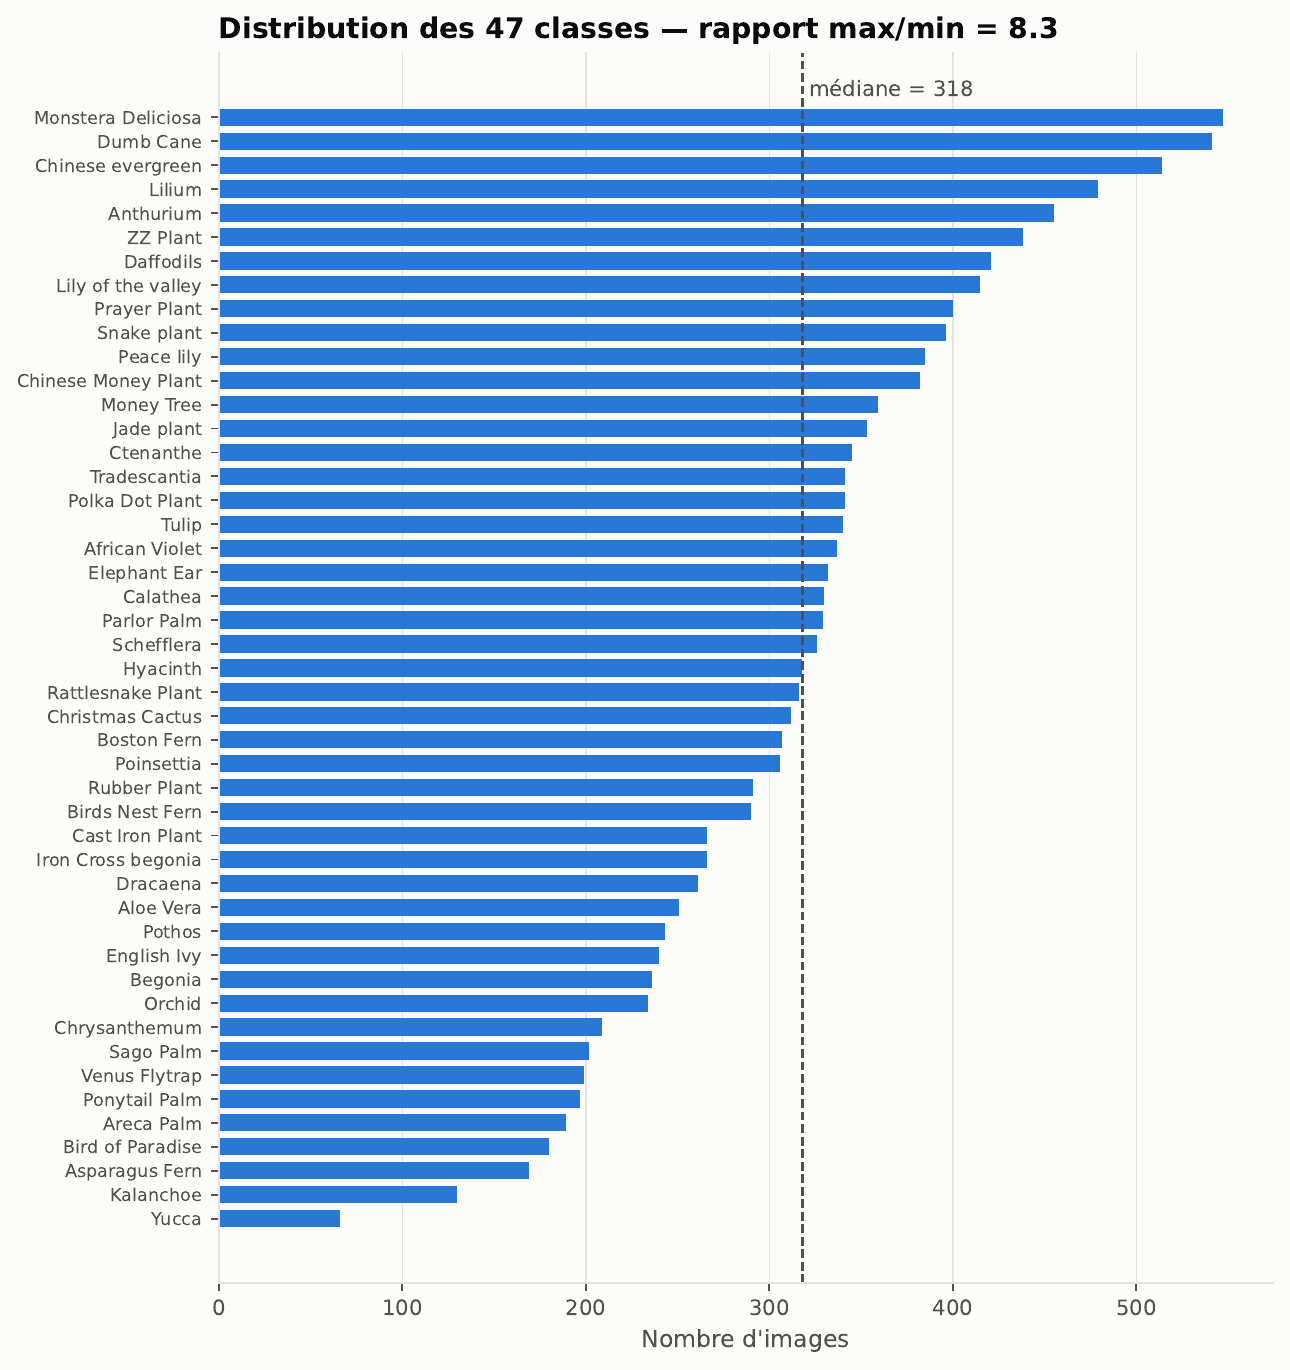 Distribution des 47 classes — rapport max/min = 8.3
médiane = 318
Monstera Deliciosa
Dumb Cane
Chinese evergreen
Lilium
Anthurium
ZZ Plant
Daffodils
Lily of the valley
Prayer Plant
Snake plant
Peace lily
Chinese Money Plant
Money Tree
Jade plant
Ctenanthe
Tradescantia
Polka Dot Plant
Tulip
African Violet
Elephant Ear
Calathea
Parlor Palm
Schefflera
Hyacinth
Rattlesnake Plant
Christmas Cactus
Boston Fern
Poinsettia
Rubber Plant
Birds Nest Fern
Cast Iron Plant
Iron Cross begonia
Dracaena
Aloe Vera
Pothos
English Ivy
Begonia
Orchid
Chrysanthemum
Sago Palm
Venus Flytrap
Ponytail Palm
Areca Palm
Bird of Paradise
Asparagus Fern
Kalanchoe
Yucca
0 100 200 300 400 500
Nombre d'images